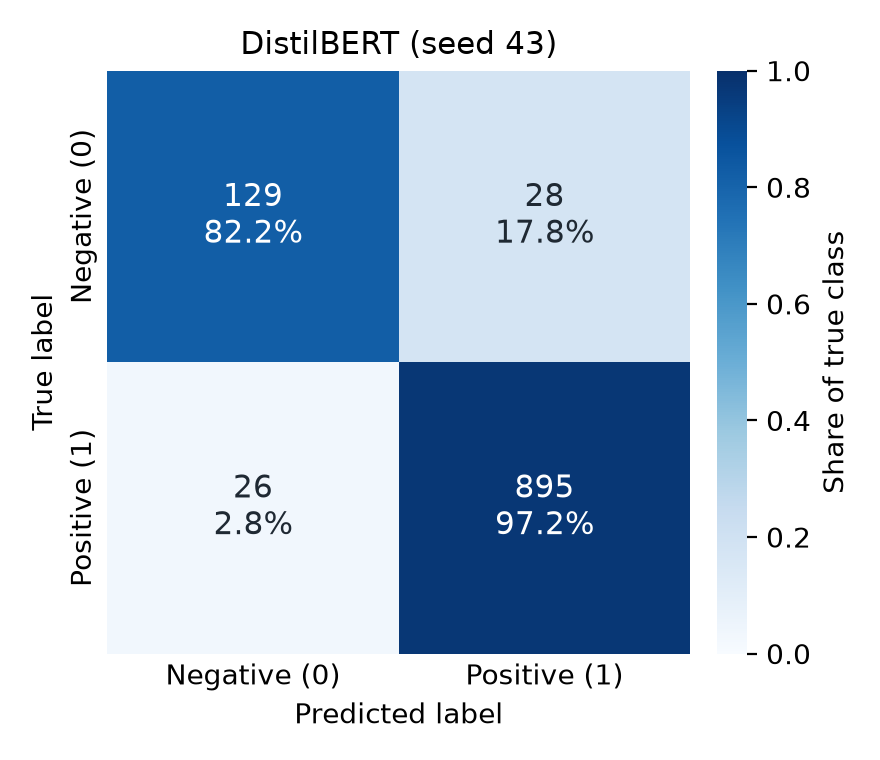 DistilBERT (seed 43)
True label
Negative (0)
Positive (1)
129
82.2%
28
17.8%
26
2.8%
895
97.2%
Negative (0)
Positive (1)
Predicted label
1.0
0.8
0.6
0.4
0.2
0.0
Share of true class